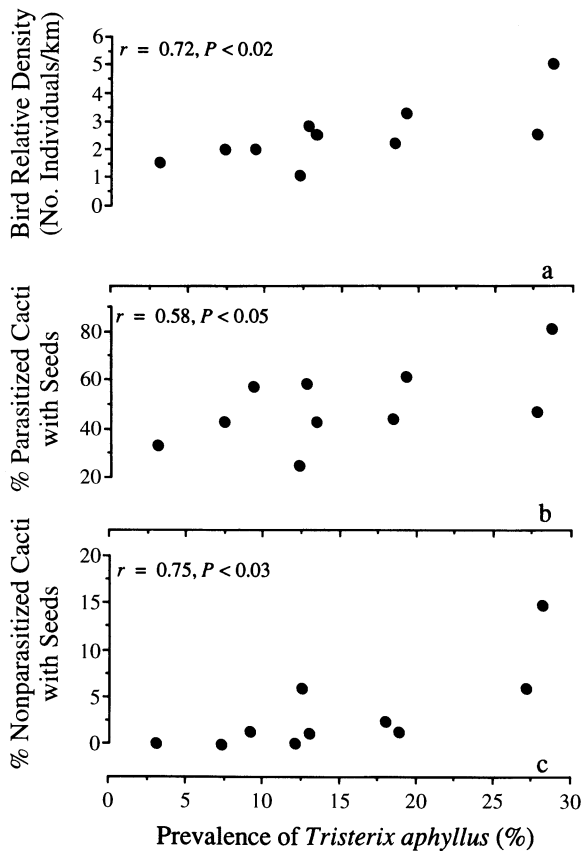 Bird Relative Density
(No. Individuals/km)
6
5
4
3
2
1
0
r = 0.72, P < 0.02
a
% Parasitized Cacti
with Seeds
80
60
40
20
r = 0.58, P < 0.05
b
% Nonparasitized Cacti
with Seeds
20
15
10
5
0
r = 0.75, P < 0.03
c
0 5 10 15 20 25 30
Prevalence of Tristerix aphyllus (%)